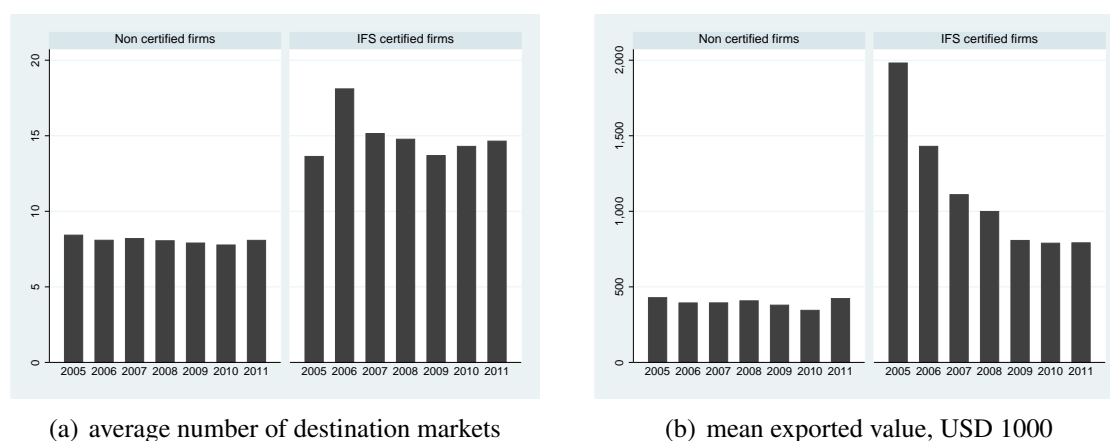 Non certified firms
IFS certified firms
20
15
10
5
0
2005 2006 2007 2008 2009 2010 2011
2005 2006 2007 2008 2009 2010 2011
(a) average number of destination markets
Non certified firms
IFS certified firms
2,000
1,500
1,000
500
0
2005 2006 2007 2008 2009 2010 2011
2005 2006 2007 2008 2009 2010 2011
(b) mean exported value, USD 1000